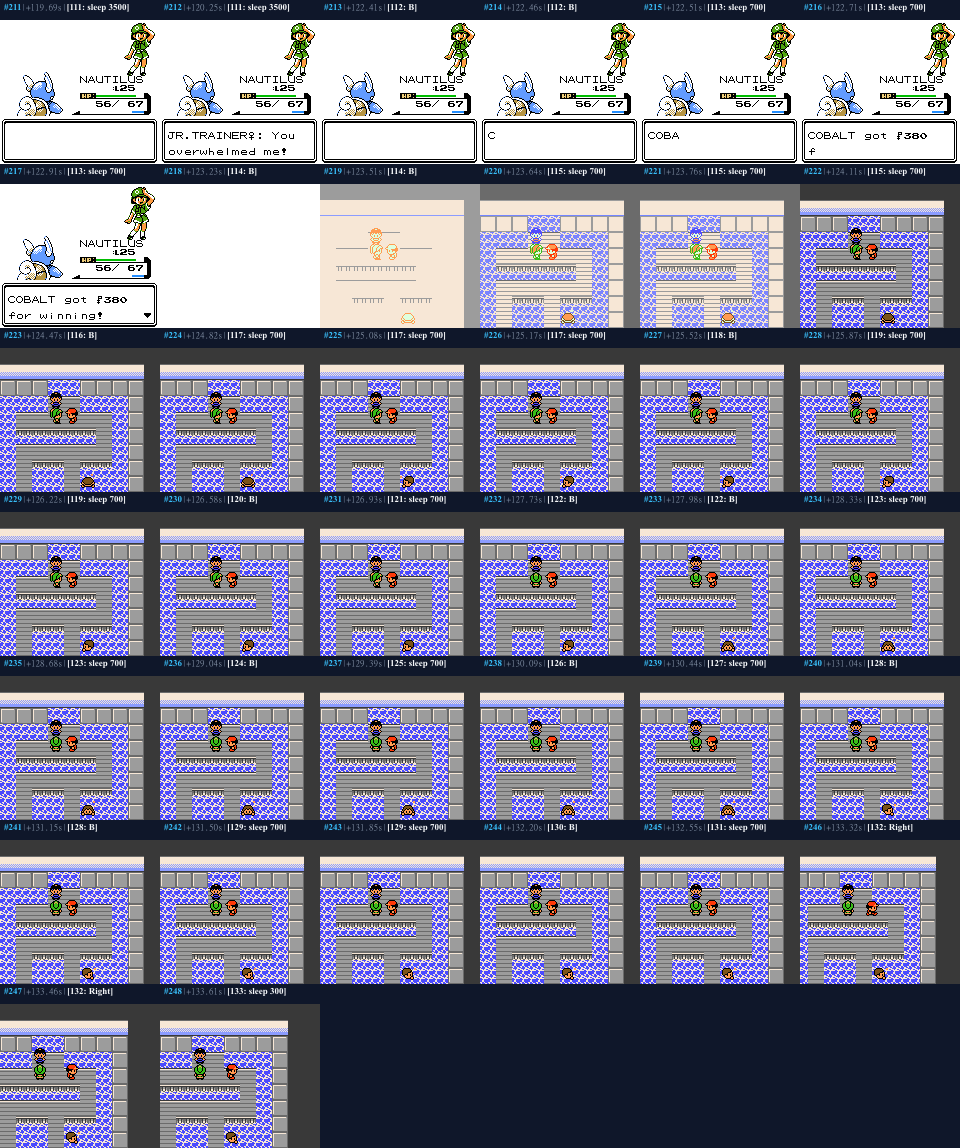 #211|+119.69s| [111: sleep 3500]
#212|+120.25s| [111: sleep 3500]
#213|+122.41s| [112: B]
#214|+122.46s| [112: B]
#215|+122.51s| [113: sleep 700]
#216|+122.71s| [113: sleep 700]
NAUTILUS
:L25
HP:
56/ 67
NAUTILUS
:L25
HP:
56/ 67
JR.TRAINER♀: You
overwhelmed me!
NAUTILUS
:L25
HP:
56/ 67
NAUTILUS
:L25
HP:
56/ 67
C
NAUTILUS
:L25
HP:
56/ 67
COBA
NAUTILUS
:L25
HP:
56/ 67
COBALT got ₽380
f
#217|+122.91s| [113: sleep 700]
#218|+123.23s| [114: B]
#219|+123.51s| [114: B]
#220|+123.64s| [115: sleep 700]
#221|+123.76s| [115: sleep 700]
#222|+124.11s| [115: sleep 700]
NAUTILUS
:L25
HP:
56/ 67
COBALT got ₽380
for winning!
#223|+124.47s| [116: B]
#224|+124.82s| [117: sleep 700]
#225|+125.08s| [117: sleep 700]
#226|+125.17s| [117: sleep 700]
#227|+125.52s| [118: B]
#228|+125.87s| [119: sleep 700]
#229|+126.22s| [119: sleep 700]
#230|+126.58s| [120: B]
#231|+126.93s| [121: sleep 700]
#232|+127.73s| [122: B]
#233|+127.98s| [122: B]
#234|+128.33s| [123: sleep 700]
#235|+128.68s| [123: sleep 700]
#236|+129.04s| [124: B]
#237|+129.39s| [125: sleep 700]
#238|+130.09s| [126: B]
#239|+130.44s| [127: sleep 700]
#240|+131.04s| [128: B]
#241|+131.15s| [128: B]
#242|+131.50s| [129: sleep 700]
#243|+131.85s| [129: sleep 700]
#244|+132.20s| [130: B]
#245|+132.55s| [131: sleep 700]
#246|+133.32s| [132: Right]
#247|+133.46s| [132: Right]
#248|+133.61s| [133: sleep 300]